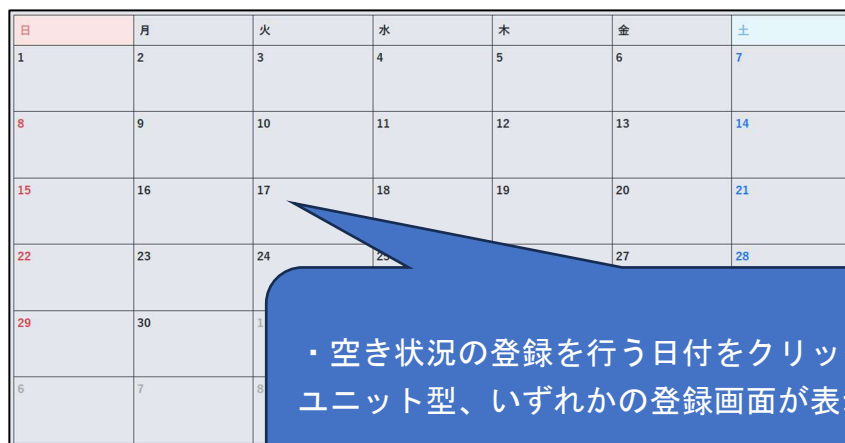 日 月 火 水 木 金 土
1 2 3 4 5 6 7
8 9 10 11 12 13 14
15 16 17 18 19 20 21
22 23 24 27 28
29 30
・空き状況の登録を行う日付をクリッ
ユニット型、いずれかの登録画面が表
6 7 8